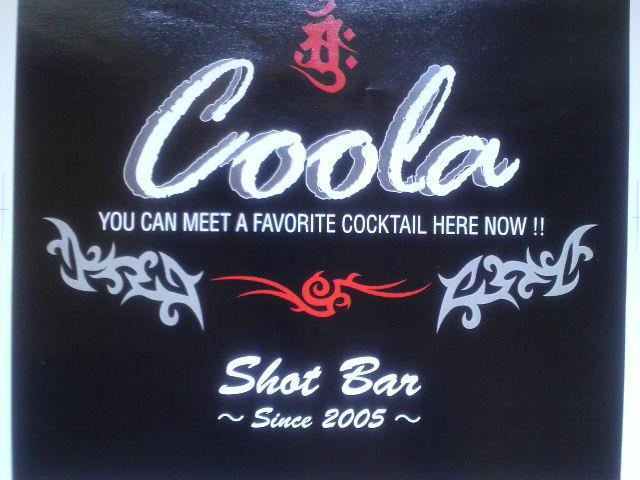 Coola
YOU CAN MEET A FAVORITE COCKTAIL HERE NOW !!
Shot Bar
～ Since 2005 ～